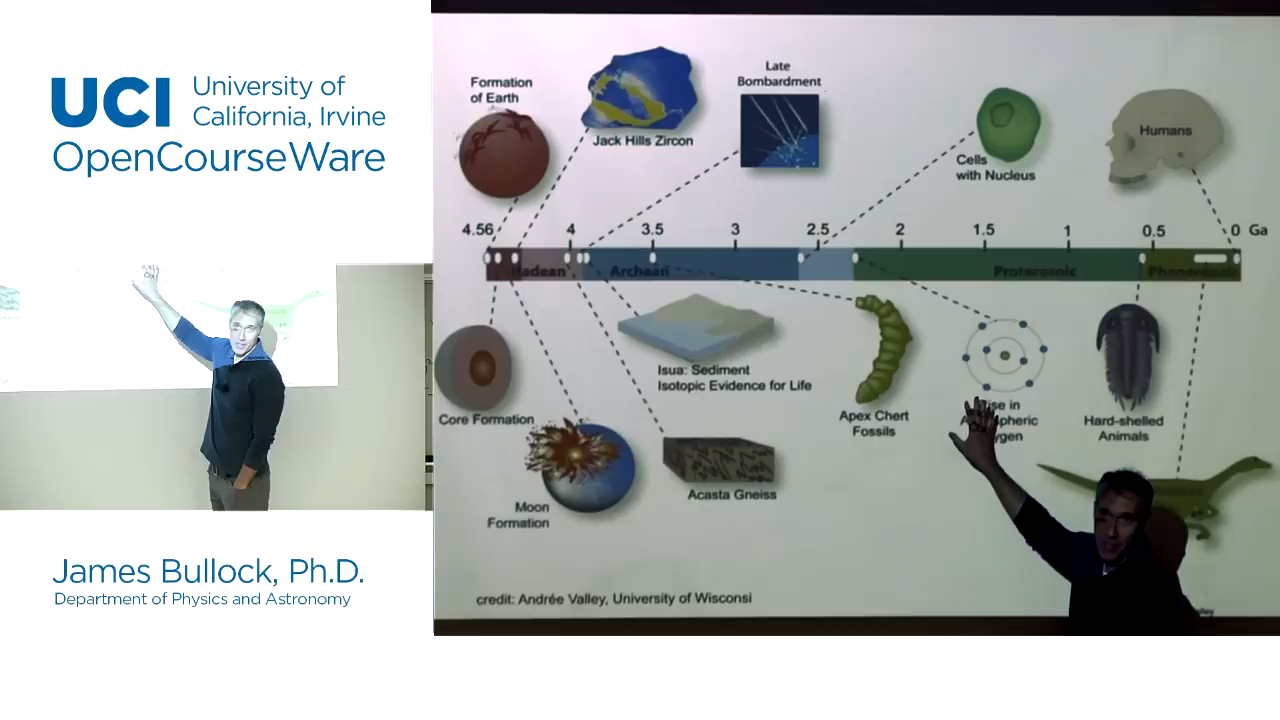 UCI University of
California, Irvine
OpenCourseWare
James Bullock, Ph.D.
Department of Physics and Astronomy
Formation
of Earth
Jack Hills Zircon
Late
Bombardment
Cells
with Nucleus
Humans
4.56 4 3.5 3 2.5 2 1.5 1 0.5 0 Ga
Hadean Archean Proterozoic Phanerozoic
Core Formation
Isua: Sediment
Isotopic Evidence for Life
Apex Chert
Fossils
in
Hard-shelled
Animals
Moon
Formation
Acasta Gneiss
credit: Andrée Valley, University of Wisconsi